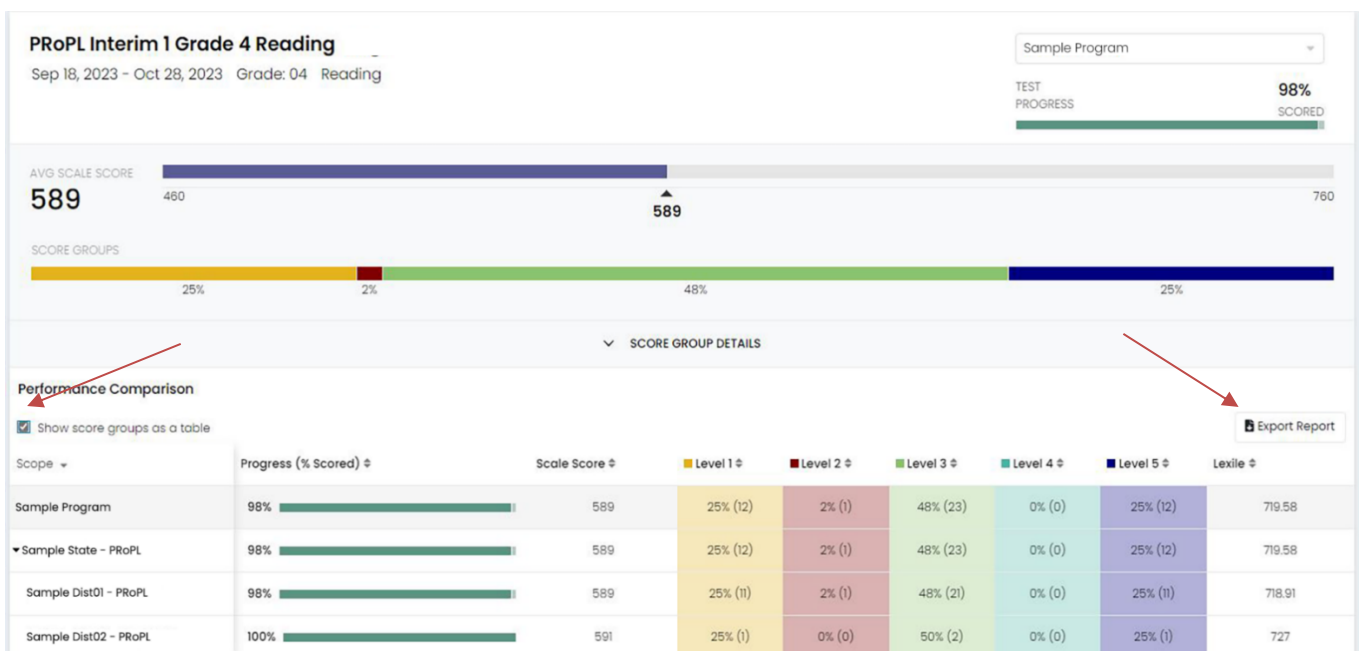 PRoPL Interim 1 Grade 4 Reading
Sample Program
Sep 18, 2023 - Oct 28, 2023 Grade: 04 Reading
TEST PROGRESS
98%
SCORED
AVG SCALE SCORE
589
460
589
760
SCORE GROUPS
25% 2% 48% 25%
SCORE GROUP DETAILS
Performance Comparison
Show score groups as a table
Export Report
Scope Progress (% Scored) Scale Score Level 1 Level 2 Level 3 Level 4 Level 5 Lexile
Sample Program 98% 589 25% (12) 2% (1) 48% (23) 0% (0) 25% (12) 719.58
Sample State - PRoPL 98% 589 25% (12) 2% (1) 48% (23) 0% (0) 25% (12) 719.58
Sample Dist01 - PRoPL 98% 589 25% (11) 2% (1) 48% (21) 0% (0) 25% (11) 718.91
Sample Dist02 - PRoPL 100% 591 25% (1) 0% (0) 50% (2) 0% (0) 25% (1) 727